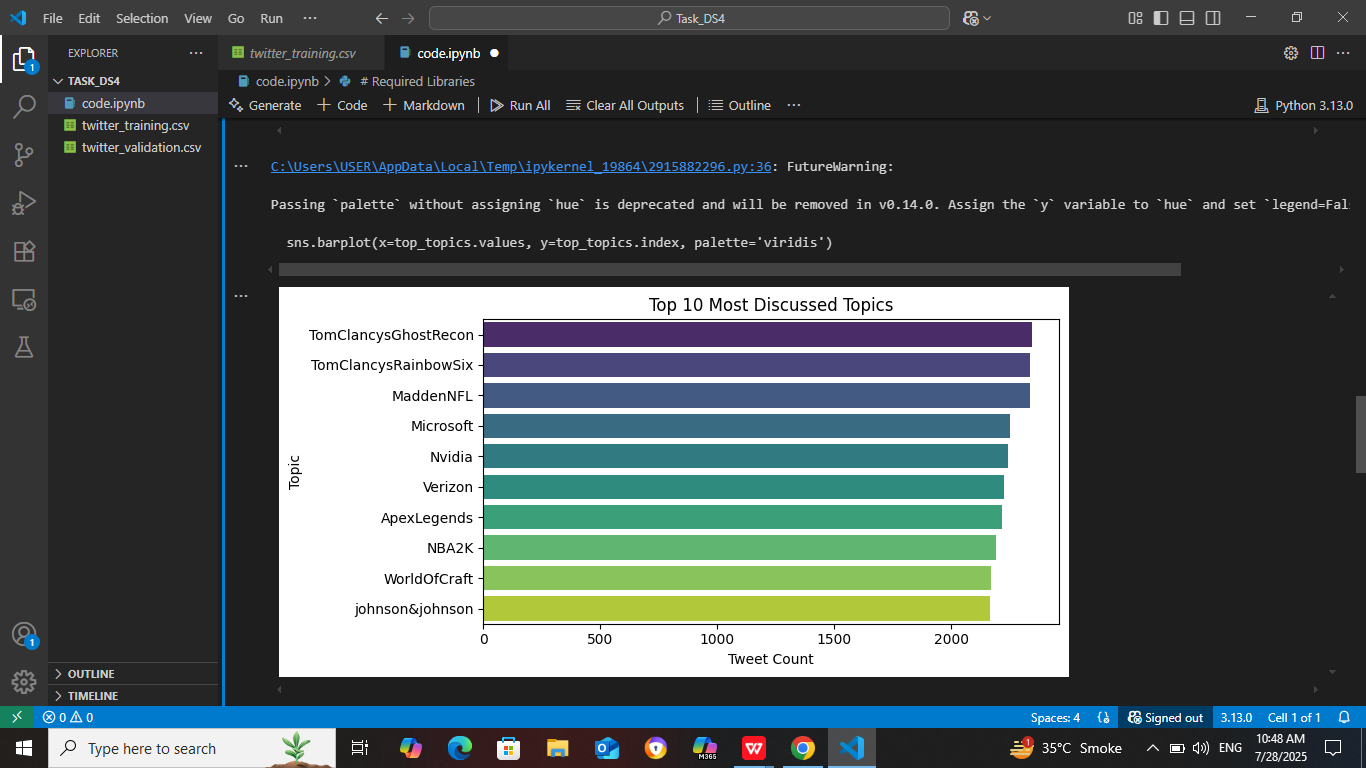 File Edit Selection View Go Run ··· Task_DS4
EXPLORER ···
TASK_DS4
code.ipynb
twitter_training.csv
twitter_validation.csv
OUTLINE
TIMELINE
1
1
twitter_training.csv code.ipynb
code.ipynb > # Required Libraries
Generate + Code + Markdown Run All Clear All Outputs Outline ··· Python 3.13.0
C:\Users\USER\AppData\Local\Temp\ipykernel_19864\2915882296.py:36: FutureWarning:
Passing `palette` without assigning `hue` is deprecated and will be removed in v0.14.0. Assign the `y` variable to `hue` and set `legend=Fal
sns.barplot(x=top_topics.values, y=top_topics.index, palette='viridis')
Top 10 Most Discussed Topics
Topic
TomClancysGhostRecon
TomClancysRainbowSix
MaddenNFL
Microsoft
Nvidia
Verizon
ApexLegends
NBA2K
WorldOfCraft
johnson&johnson
0 500 1000 1500 2000
Tweet Count
0 0 Spaces: 4 Signed out 3.13.0 Cell 1 of 1
Type here to search M365 W 1 35°C Smoke ENG 10:48 AM
7/28/2025